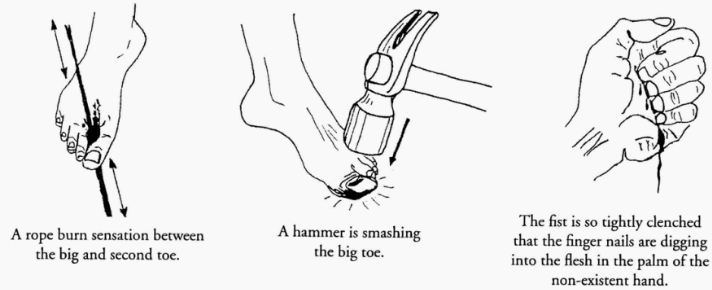 A rope burn sensation between
the big and second toe.
A hammer is smashing
the big toe.
The fist is so tightly clenched
that the finger nails are digging
into the flesh in the palm of the
non-existent hand.